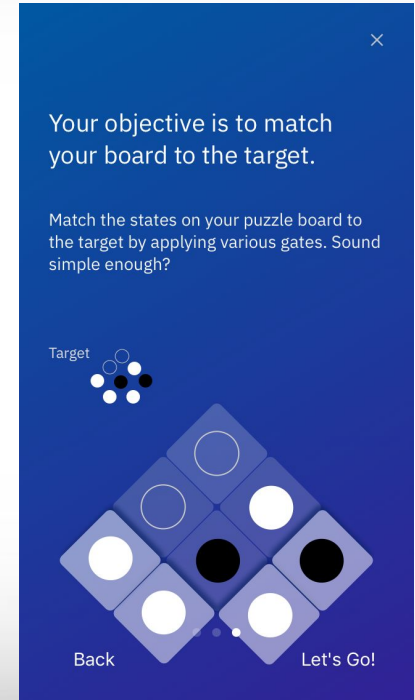 Your objective is to match
your board to the target.
Match the states on your puzzle board to
the target by applying various gates. Sound
simple enough?
Target
Back
Let's Go!